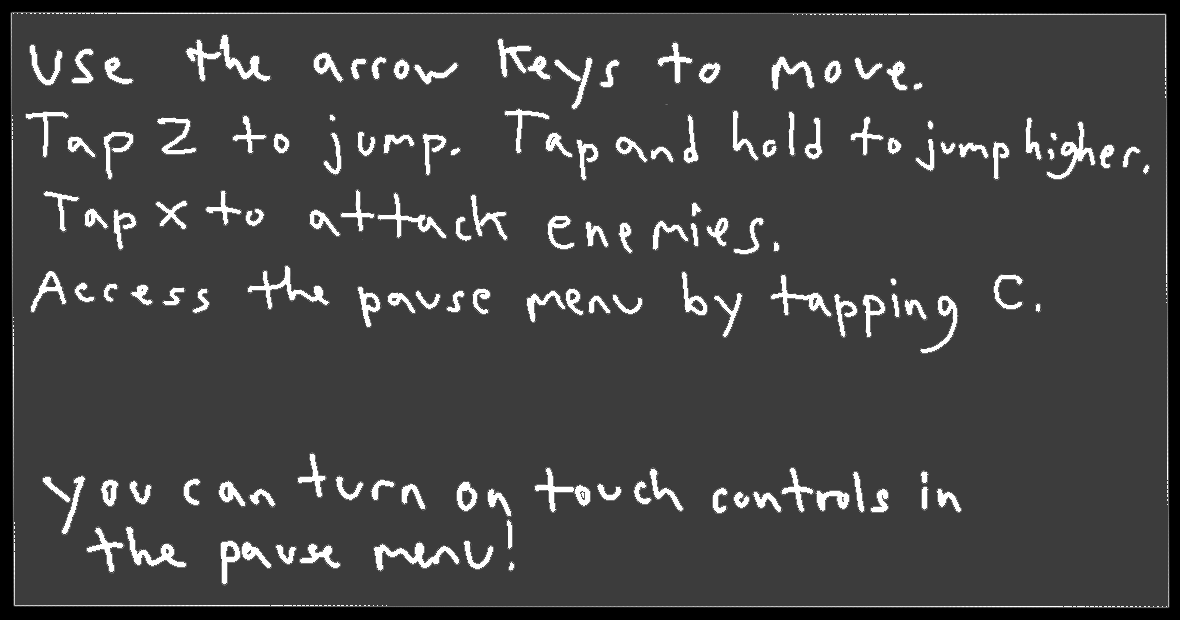 Use the arrow keys to move.
Tap Z to jump. Tap and hold to jump higher.
Tap X to attack enemies.
Access the pause menu by tapping C.
You can turn on touch controls in
the pause menu!